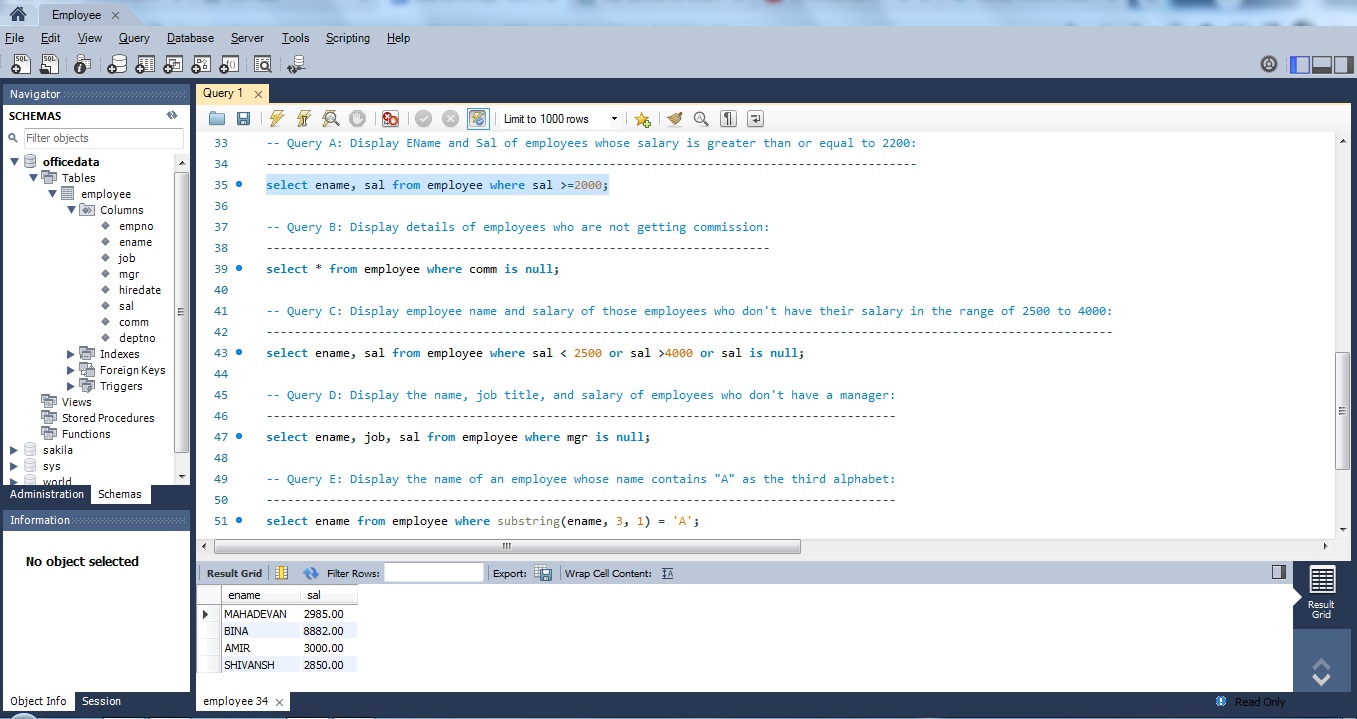 Employee ×
File Edit View Query Database Server Tools Scripting Help
Navigator
SCHEMAS
Filter objects
officedata
Tables
employee
Columns
empno
ename
job
mgr
hiredate
sal
comm
deptno
Indexes
Foreign Keys
Triggers
Views
Stored Procedures
Functions
sakila
sys
world
Administration Schemas
Information
No object selected
Object Info Session
Query 1 ×
Limit to 1000 rows
33 -- Query A: Display EName and Sal of employees whose salary is greater than or equal to 2200:
34 ---------------------------------------------------------------------------------------------
35 select ename, sal from employee where sal >=2000;
36
37 -- Query B: Display details of employees who are not getting commission:
38 ------------------------------------------------------------------------
39 select * from employee where comm is null;
40
41 -- Query C: Display employee name and salary of those employees who don't have their salary in the range of 2500 to 4000:
42 -------------------------------------------------------------------------------------------------------------------------
43 select ename, sal from employee where sal < 2500 or sal >4000 or sal is null;
44
45 -- Query D: Display the name, job title, and salary of employees who don't have a manager:
46 ------------------------------------------------------------------------------------------
47 select ename, job, sal from employee where mgr is null;
48
49 -- Query E: Display the name of an employee whose name contains "A" as the third alphabet:
50 ------------------------------------------------------------------------------------------
51 select ename from employee where substring(ename, 3, 1) = 'A';
Result Grid Filter Rows: Export: Wrap Cell Content:
ename sal
MAHADEVAN 2985.00
BINA 8882.00
AMIR 3000.00
SHIVANSH 2850.00
Result
Grid
employee 34 ×
Read Only